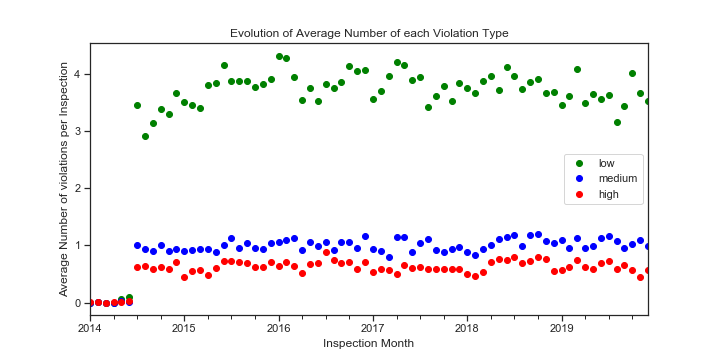 Evolution of Average Number of each Violation Type
Average Number of violations per Inspection
4
3
2
1
0
low
medium
high
2014 2015 2016 2017 2018 2019
Inspection Month